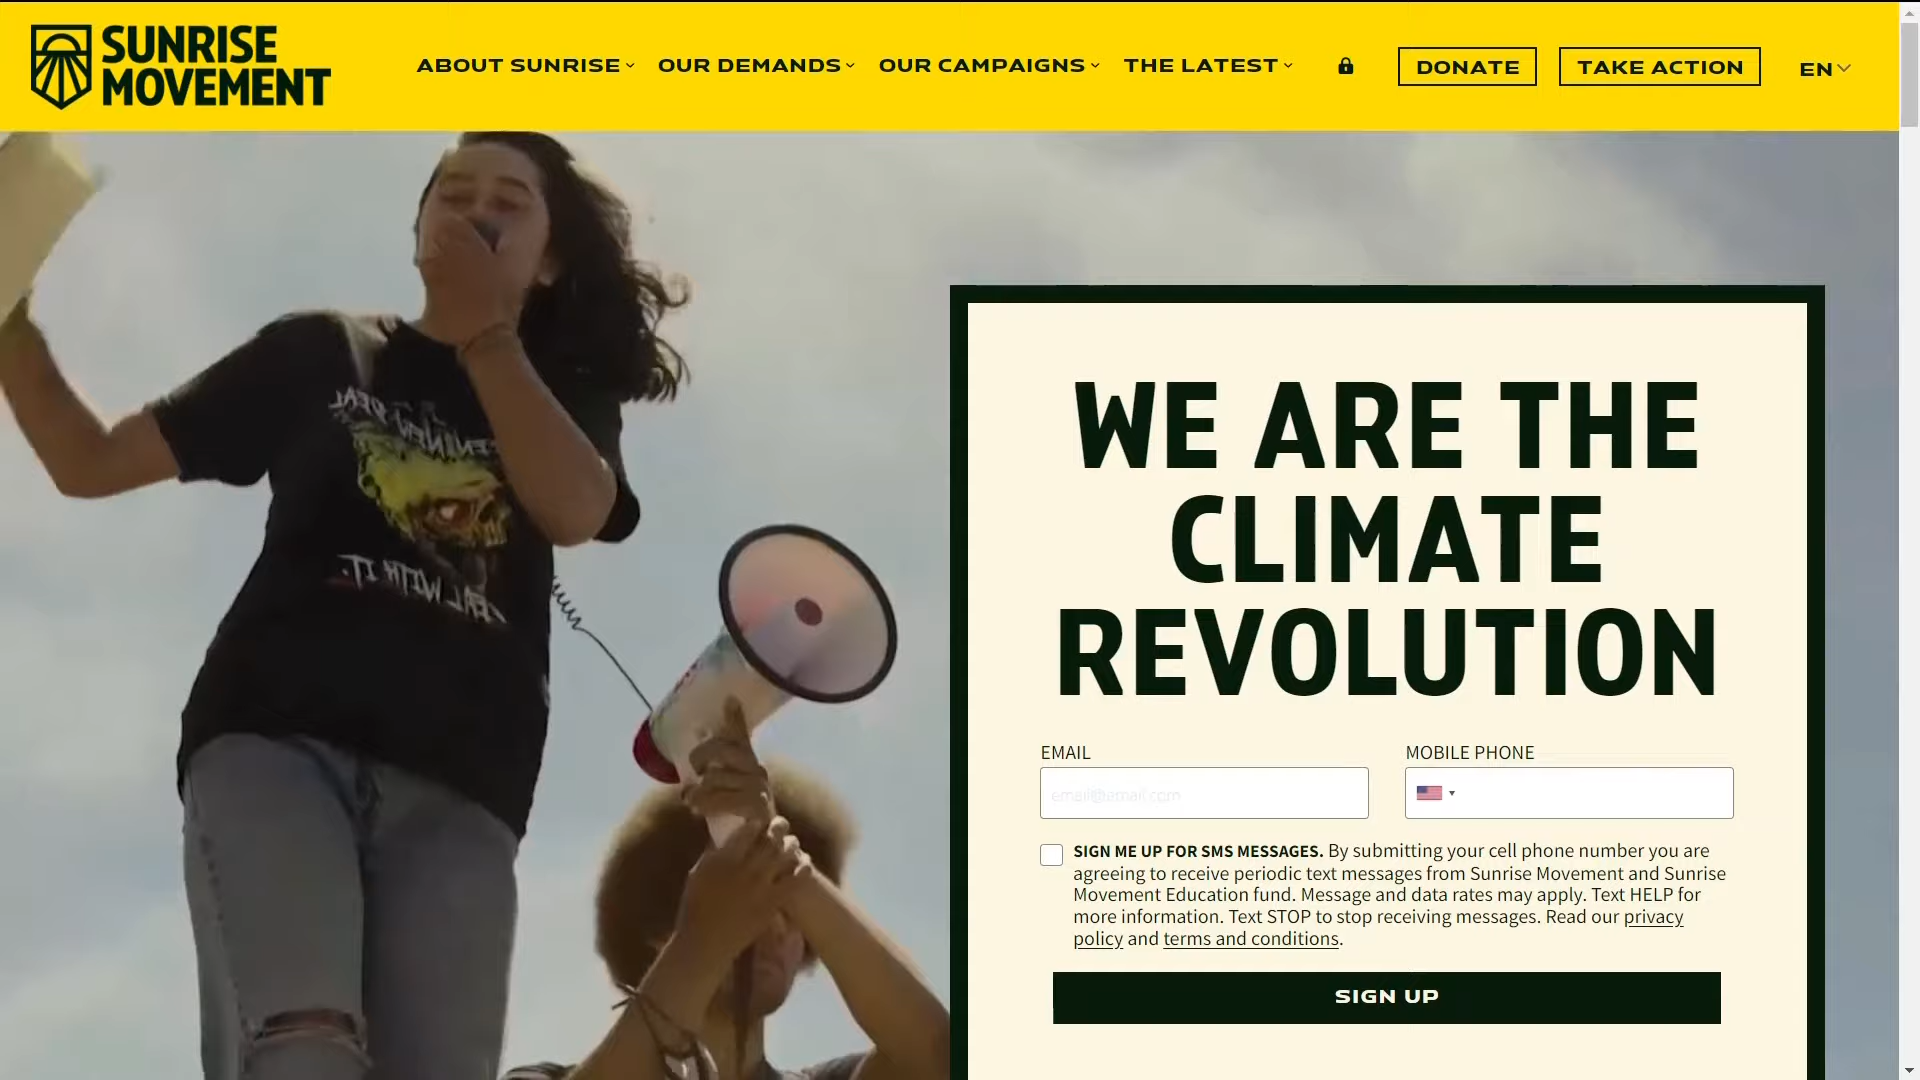 SUNRISE
MOVEMENT
ABOUT SUNRISE
OUR DEMANDS
OUR CAMPAIGNS
THE LATEST
DONATE
TAKE ACTION
EN
WE ARE THE
CLIMATE
REVOLUTION
EMAIL
MOBILE PHONE
email@email.com
SIGN ME UP FOR SMS MESSAGES. By submitting your cell phone number you are
agreeing to receive periodic text messages from Sunrise Movement and Sunrise
Movement Education fund. Message and data rates may apply. Text HELP for
more information. Text STOP to stop receiving messages. Read our privacy
policy and terms and conditions.
SIGN UP